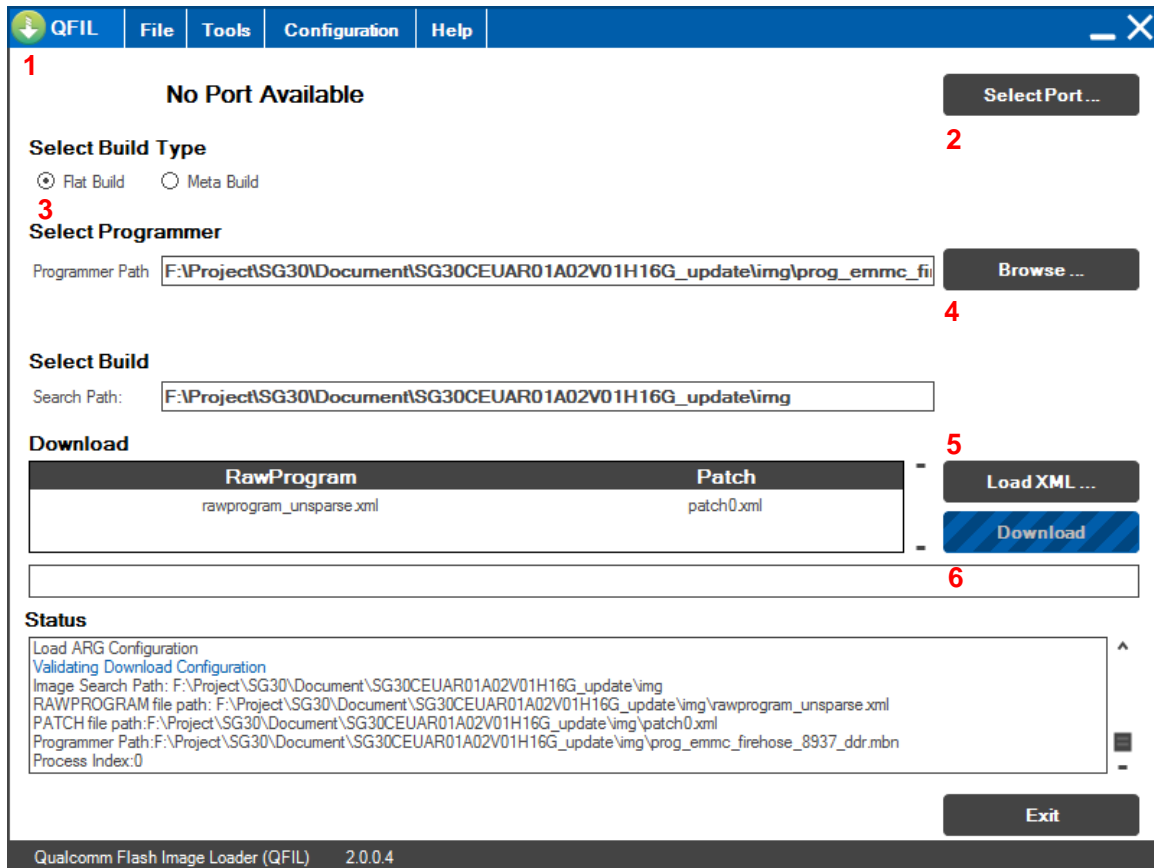 QFIL File Tools Configuration Help
1
No Port Available Select Port ...
2
Select Build Type
Flat Build Meta Build
3
Select Programmer
Programmer Path F:\Project\SG30\Document\SG30CEUAR01A02V01H16G_update\img\prog_emmc_fi Browse ...
4
Select Build
Search Path: F:\Project\SG30\Document\SG30CEUAR01A02V01H16G_update\img
Download
5
RawProgram Patch Load XML ...
rawprogram_unsparse.xml patch0.xml
Download
6
Status
Load ARG Configuration
Validating Download Configuration
Image Search Path: F:\Project\SG30\Document\SG30CEUAR01A02V01H16G_update\img
RAWPROGRAM file path: F:\Project\SG30\Document\SG30CEUAR01A02V01H16G_update\img\rawprogram_unsparse.xml
PATCH file path:F:\Project\SG30\Document\SG30CEUAR01A02V01H16G_update\img\patch0.xml
Programmer Path:F:\Project\SG30\Document\SG30CEUAR01A02V01H16G_update\img\prog_emmc_firehose_8937_ddr.mbn
Process Index:0
Exit
Qualcomm Flash Image Loader (QFIL) 2.0.0.4